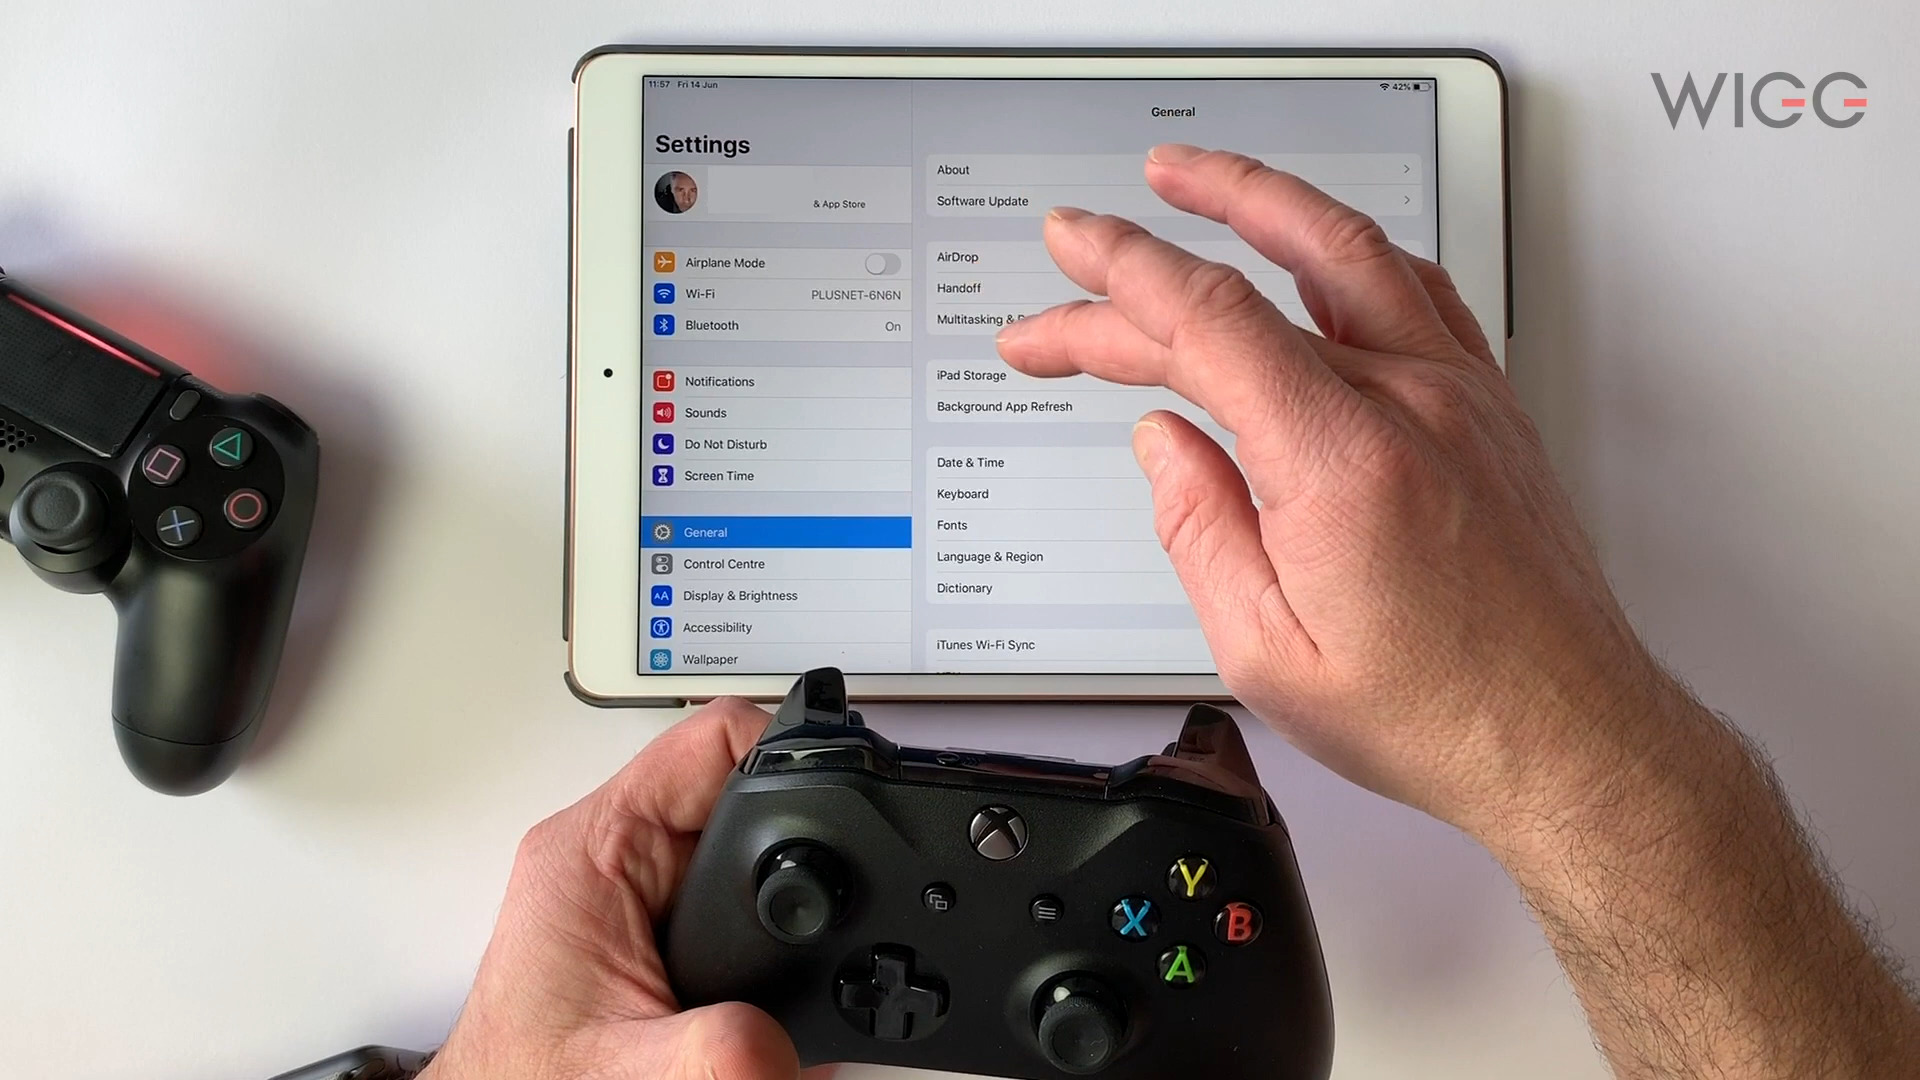 WIGG
11:57 Fri 14 Jun
42%
Settings
& App Store
Airplane Mode
Wi-Fi PLUSNET-6N6N
Bluetooth On
Notifications
Sounds
Do Not Disturb
Screen Time
General
Control Centre
AA Display & Brightness
Accessibility
Wallpaper
General
About
Software Update
AirDrop
Handoff
Multitasking &
iPad Storage
Background App Refresh
Date & Time
Keyboard
Fonts
Language & Region
Dictionary
iTunes Wi-Fi Sync
Y
X
B
A